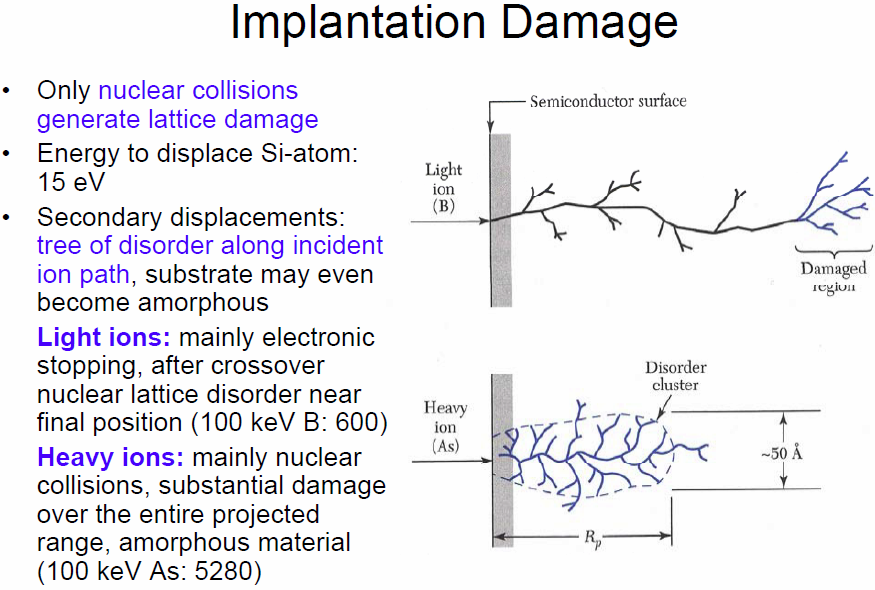 Implantation Damage
• Only nuclear collisions
generate lattice damage
• Energy to displace Si-atom:
15 eV
• Secondary displacements:
tree of disorder along incident
ion path, substrate may even
become amorphous
Light ions: mainly electronic
stopping, after crossover
nuclear lattice disorder near
final position (100 keV B: 600)
Heavy ions: mainly nuclear
collisions, substantial damage
over the entire projected
range, amorphous material
(100 keV As: 5280)
Semiconductor surface
Light
ion
(B)
Damaged
region
Disorder
cluster
Heavy
ion
(As)
~50 Å
Rp